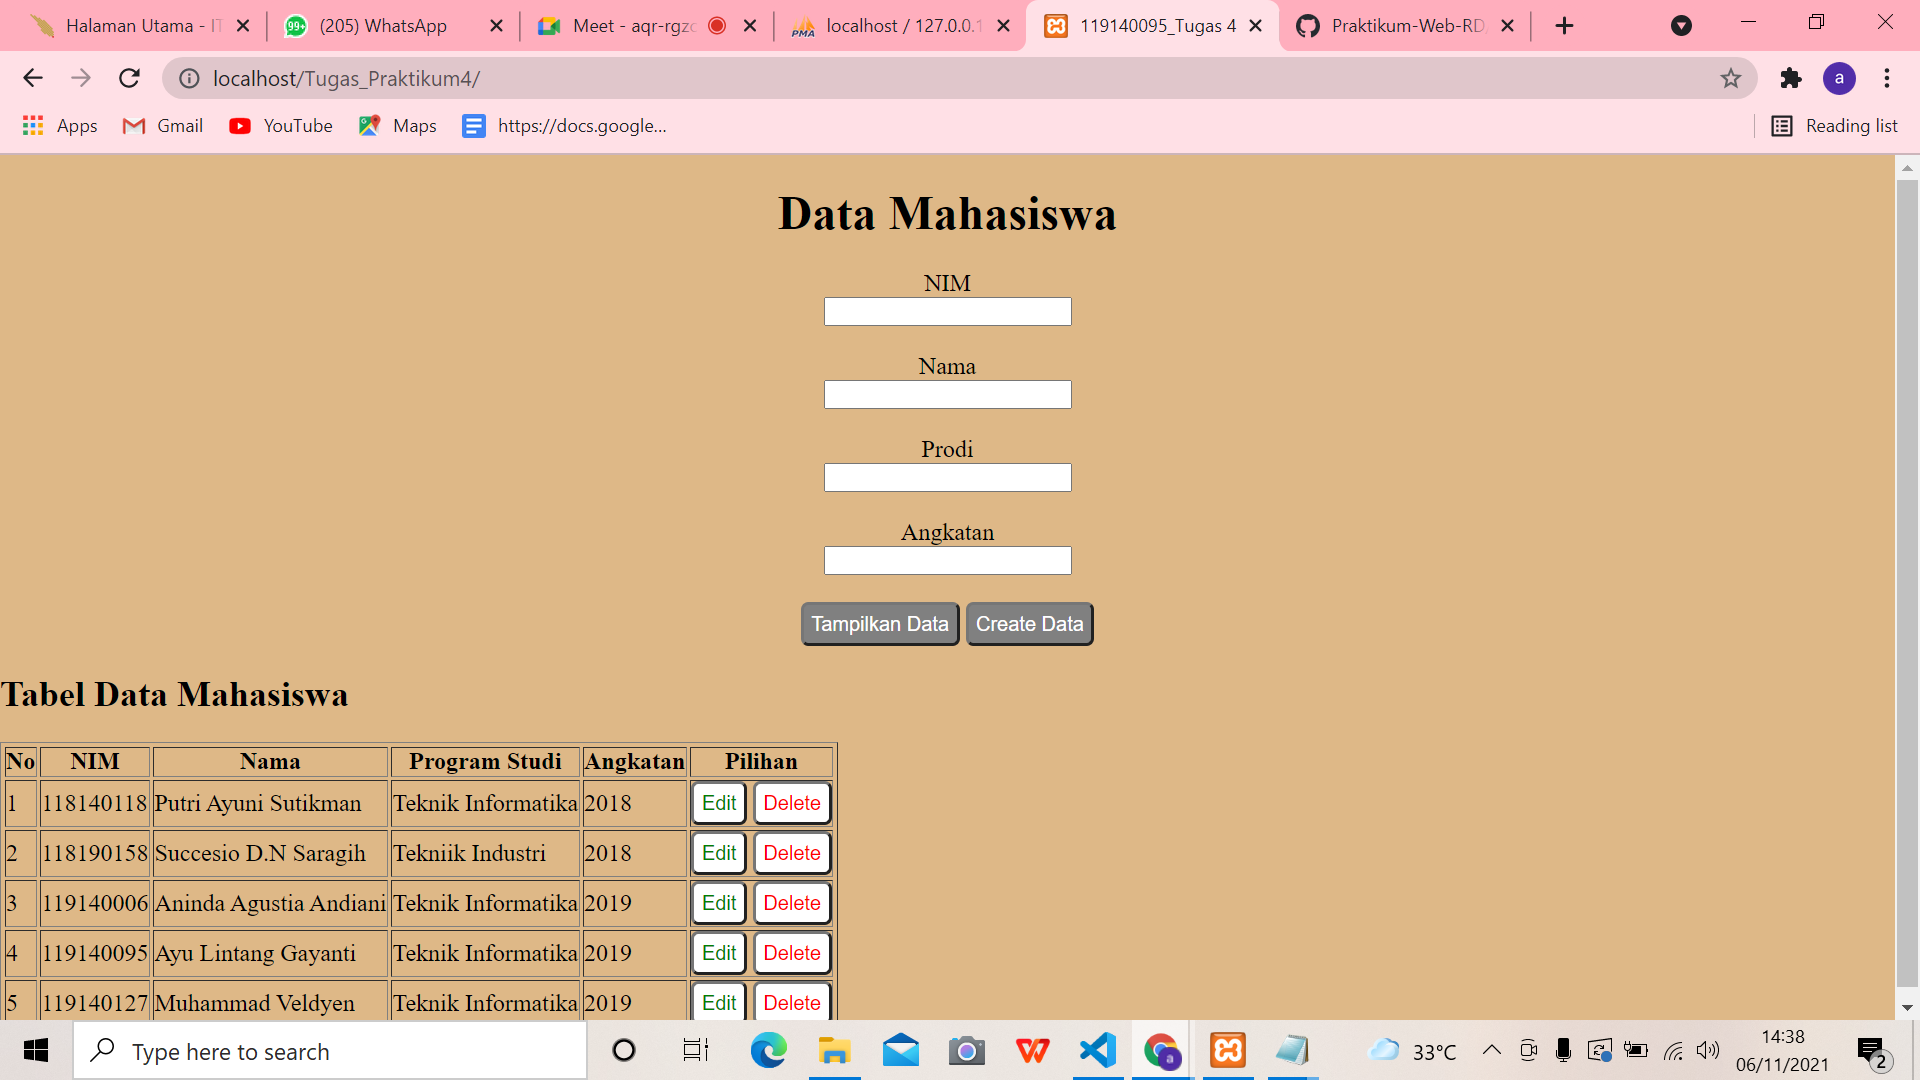 Halaman Utama - IT
(205) WhatsApp
Meet - aqr-rgzc
localhost / 127.0.0.1
119140095_Tugas 4
Praktikum-Web-RD
localhost/Tugas_Praktikum4/
a
Apps
Gmail
YouTube
Maps
https://docs.google...
Reading list
Data Mahasiswa
NIM
Nama
Prodi
Angkatan
Tampilkan Data Create Data
Tabel Data Mahasiswa
No NIM Nama Program Studi Angkatan Pilihan
1 118140118 Putri Ayuni Sutikman Teknik Informatika 2018 Edit Delete
2 118190158 Succesio D.N Saragih Tekniik Industri 2018 Edit Delete
3 119140006 Aninda Agustia Andiani Teknik Informatika 2019 Edit Delete
4 119140095 Ayu Lintang Gayanti Teknik Informatika 2019 Edit Delete
5 119140127 Muhammad Veldyen Teknik Informatika 2019 Edit Delete
Type here to search
33°C
14:38
06/11/2021
2